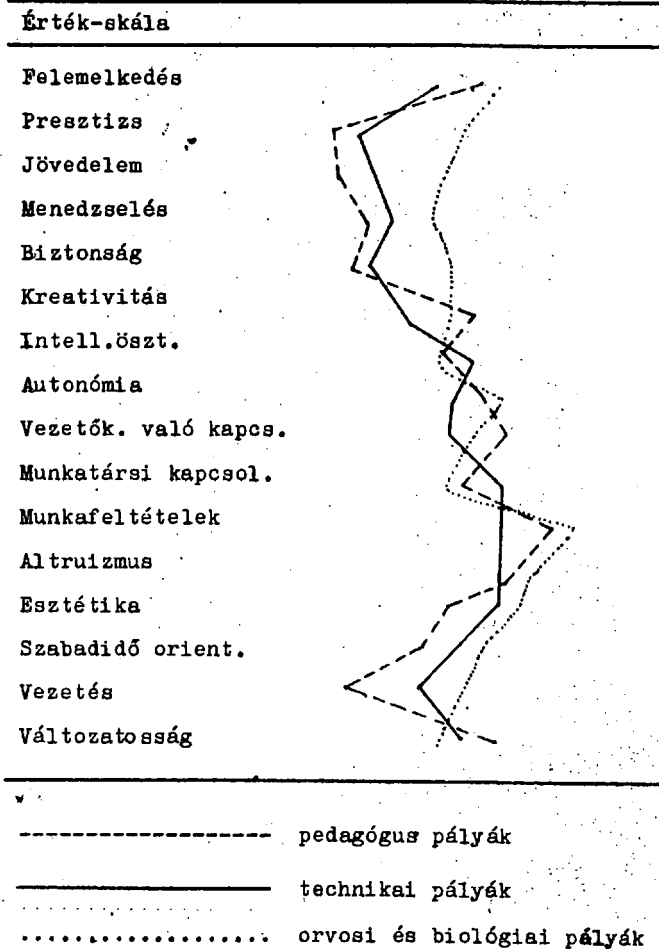 Érték-skála
Felemelkedés
Presztizs
Jövedelem
Menedzselés
Biztonság
Kreativitás
Intell.öszt.
Autonómia
Vezetők. való kapcs.
Munkatársi kapcsol.
Munkafeltételek
Altruizmus
Esztétika
Szabadidő orient.
Vezetés
Változatosság
pedagógus pályák
technikai pályák
orvosi és biológiai pályák